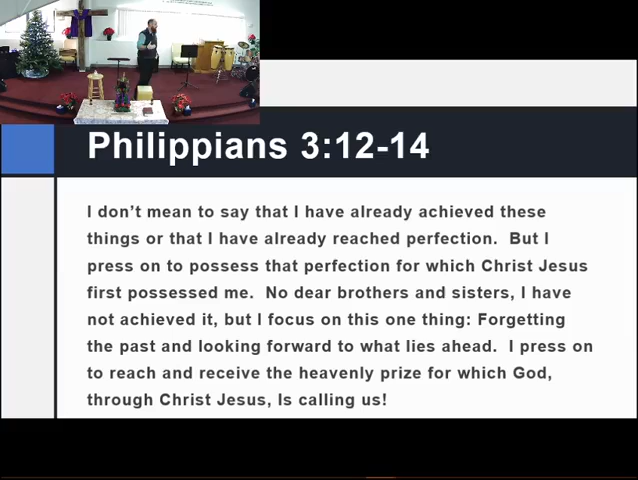 Philippians 3:12-14
I don't mean to say that I have already achieved these
things or that I have already reached perfection.  But I
press on to possess that perfection for which Christ Jesus
first possessed me.  No dear brothers and sisters, I have
not achieved it, but I focus on this one thing: Forgetting
the past and looking forward to what lies ahead.  I press on
to reach and receive the heavenly prize for which God,
through Christ Jesus, Is calling us!